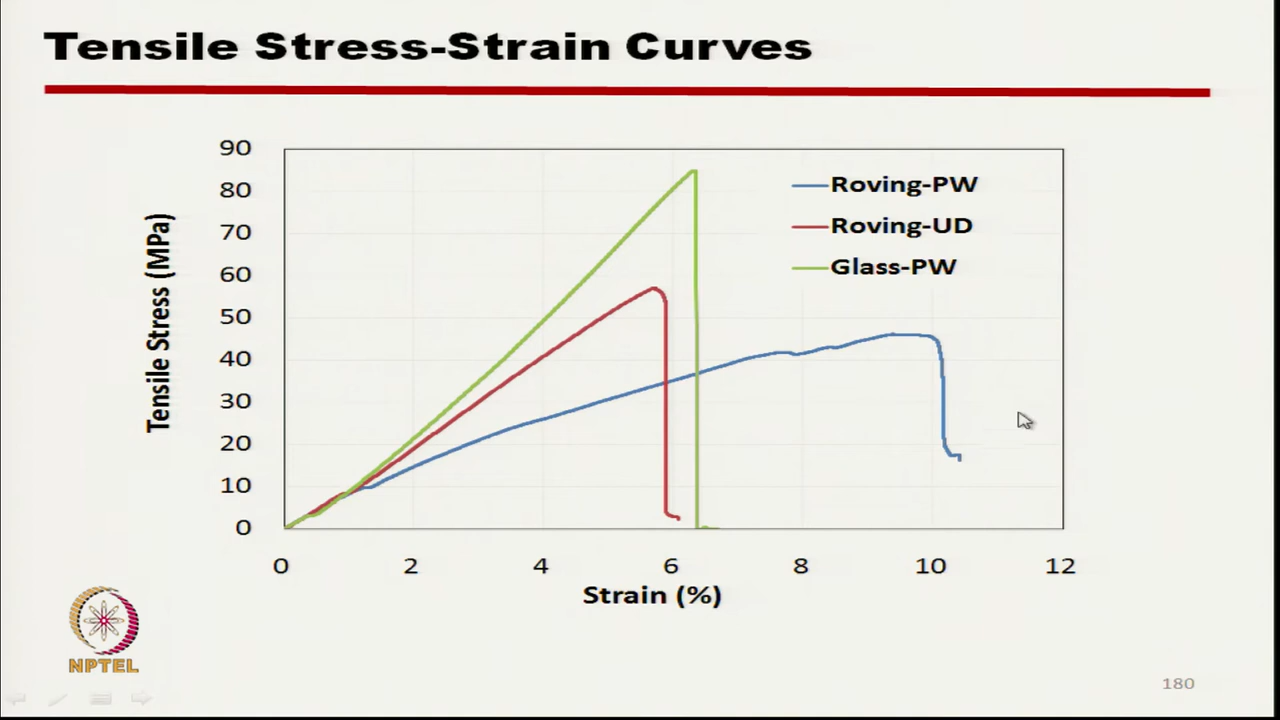 Tensile Stress-Strain Curves
90
80
70
60
50
40
30
20
10
0
Tensile Stress (MPa)
Roving-PW
Roving-UD
Glass-PW
0 2 4 6 8 10 12
Strain (%)
NPTEL
180